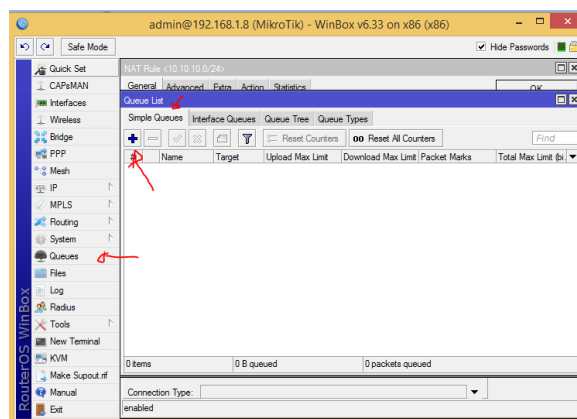 admin@192.168.1.8 (MikroTik) - WinBox v6.33 on x86 (x86)
Safe Mode
Hide Passwords
Quick Set
CAPsMAN
Interfaces
Wireless
Bridge
PPP
Mesh
IP
MPLS
Routing
System
Queues
Files
Log
Radius
Tools
New Terminal
KVM
Make Supout.rif
Manual
Exit
RouterOS WinBox
NAT Rule <10.10.10.0/24>
General Advanced Extra Action Statistics
OK
Queue List
Simple Queues Interface Queues Queue Tree Queue Types
Reset Counters 00 Reset All Counters Find
# Name Target Upload Max Limit Download Max Limit Packet Marks Total Max Limit (bi...
0 items 0 B queued 0 packets queued
Connection Type:
enabled